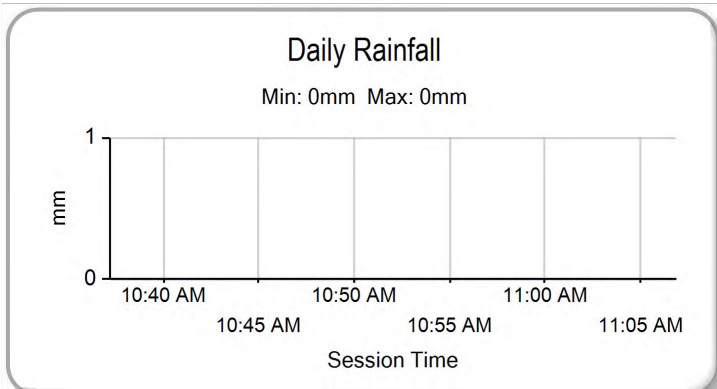 Daily Rainfall
Min: 0mm Max: 0mm
1
mm
0
10:40 AM 10:50 AM 11:00 AM
10:45 AM 10:55 AM 11:05 AM
Session Time